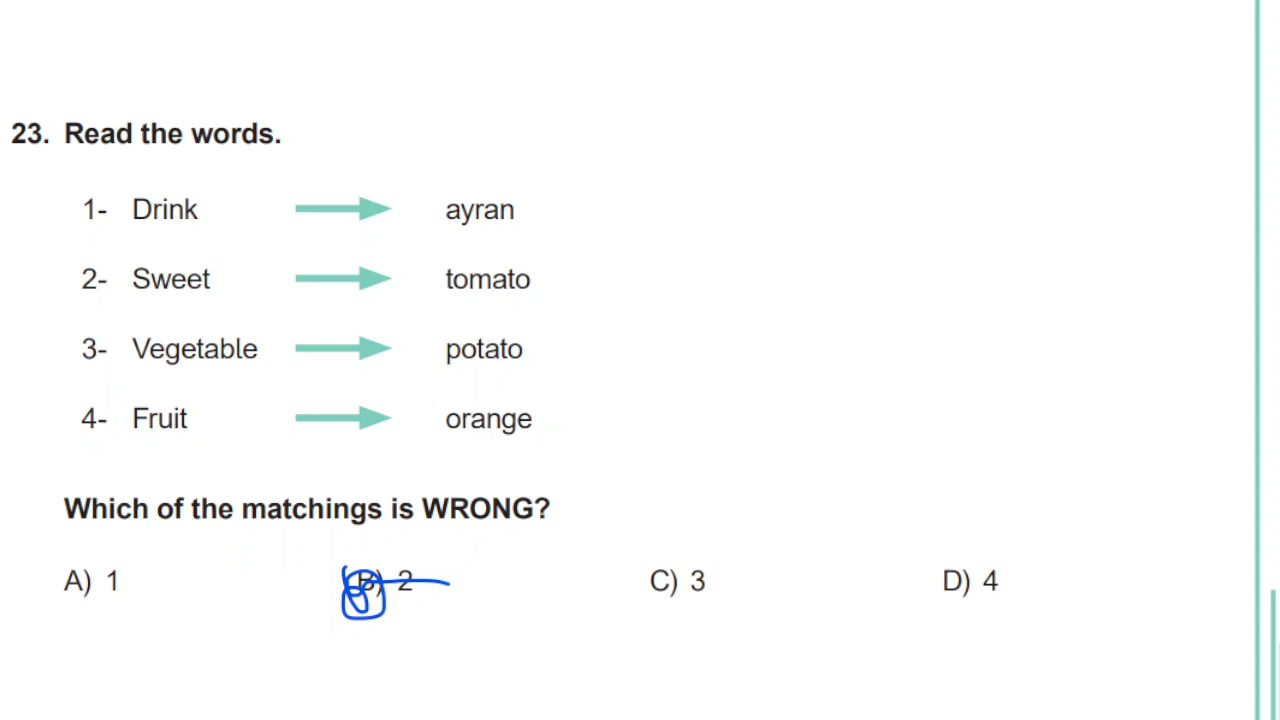 23. Read the words.
1- Drink ayran
2- Sweet tomato
3- Vegetable potato
4- Fruit orange
Which of the matchings is WRONG?
A) 1 B) 2 C) 3 D) 4